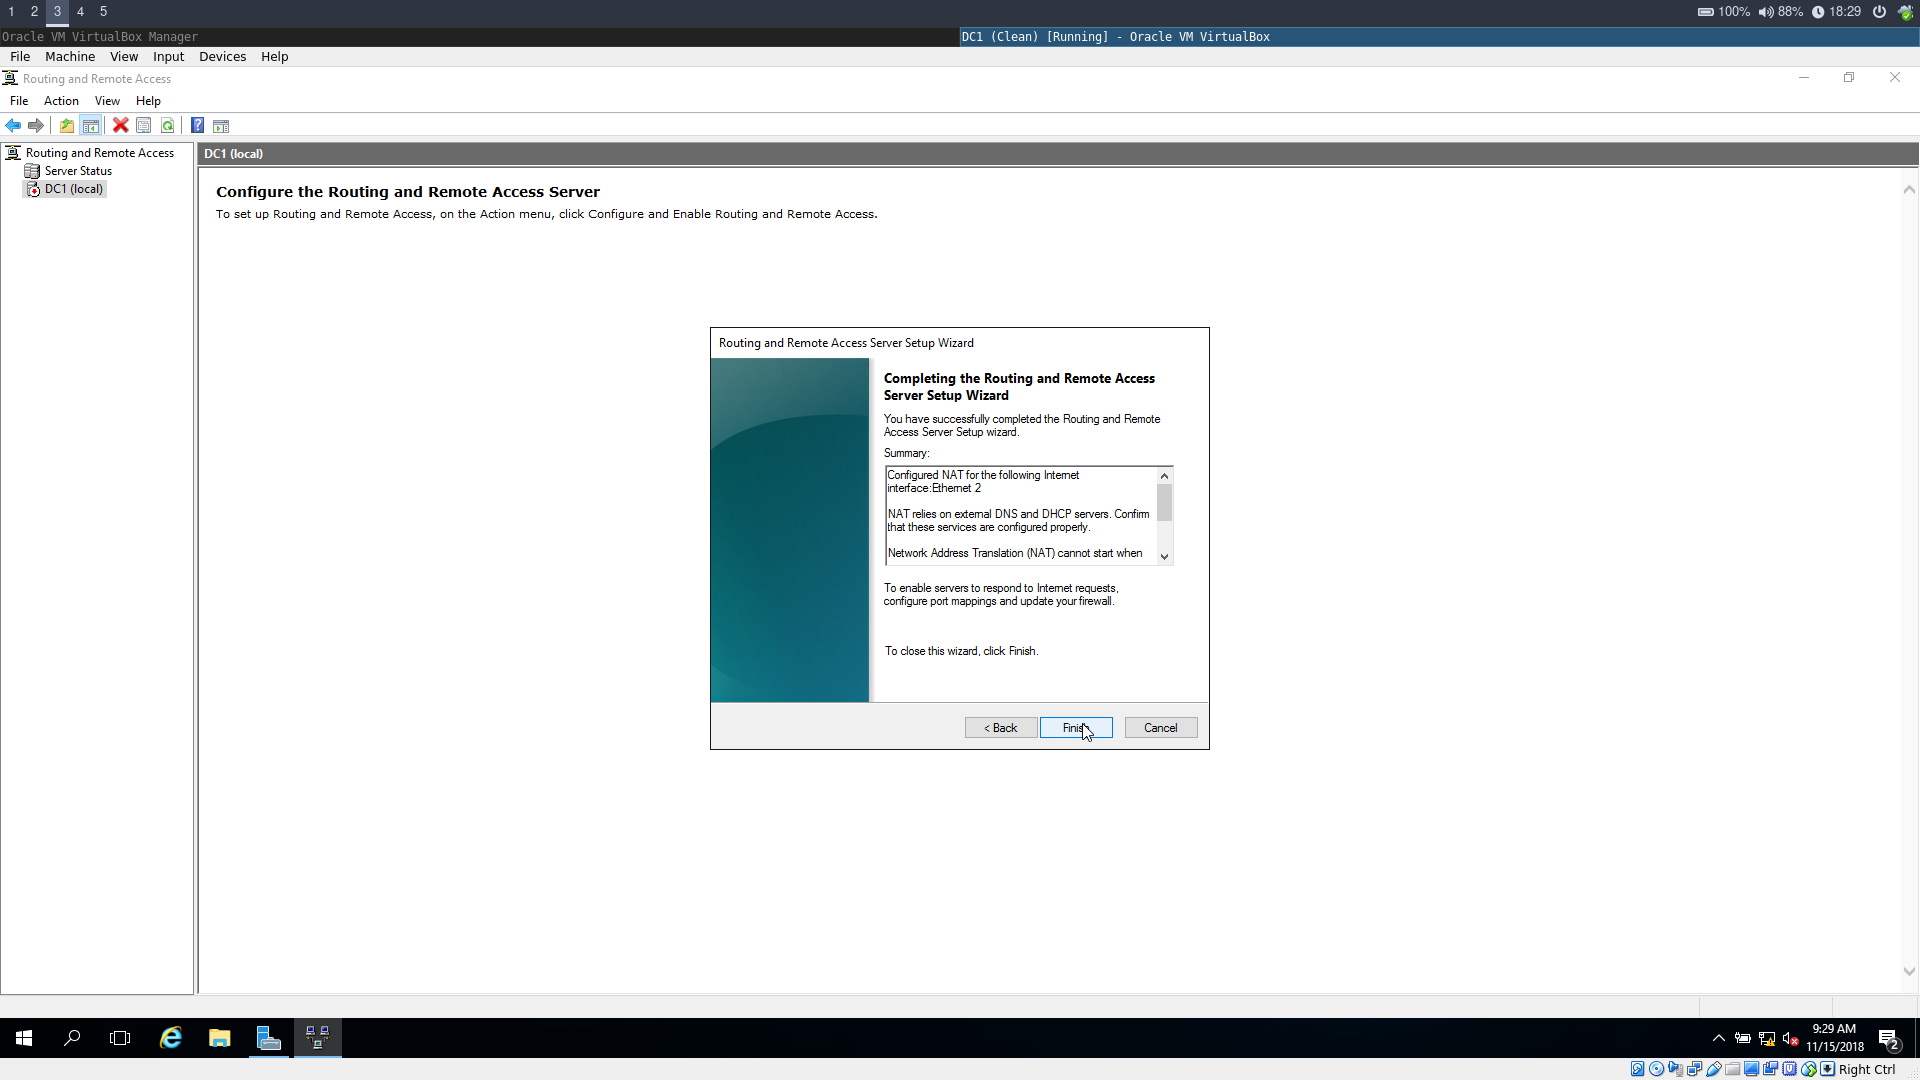 1 2 3 4 5
100% 88% 18:29
Oracle VM VirtualBox Manager
DC1 (Clean) [Running] - Oracle VM VirtualBox
File Machine View Input Devices Help
Routing and Remote Access
File Action View Help
Routing and Remote Access
Server Status
DC1 (local)
DC1 (local)
Configure the Routing and Remote Access Server
To set up Routing and Remote Access, on the Action menu, click Configure and Enable Routing and Remote Access.
Routing and Remote Access Server Setup Wizard
Completing the Routing and Remote Access
Server Setup Wizard
You have successfully completed the Routing and Remote
Access Server Setup wizard.
Summary:
Configured NAT for the following Internet
interface:Ethernet 2
NAT relies on external DNS and DHCP servers. Confirm
that these services are configured properly.
Network Address Translation (NAT) cannot start when
To enable servers to respond to Internet requests,
configure port mappings and update your firewall.
To close this wizard, click Finish.
< Back Finish Cancel
9:29 AM
11/15/2018
2
Right Ctrl